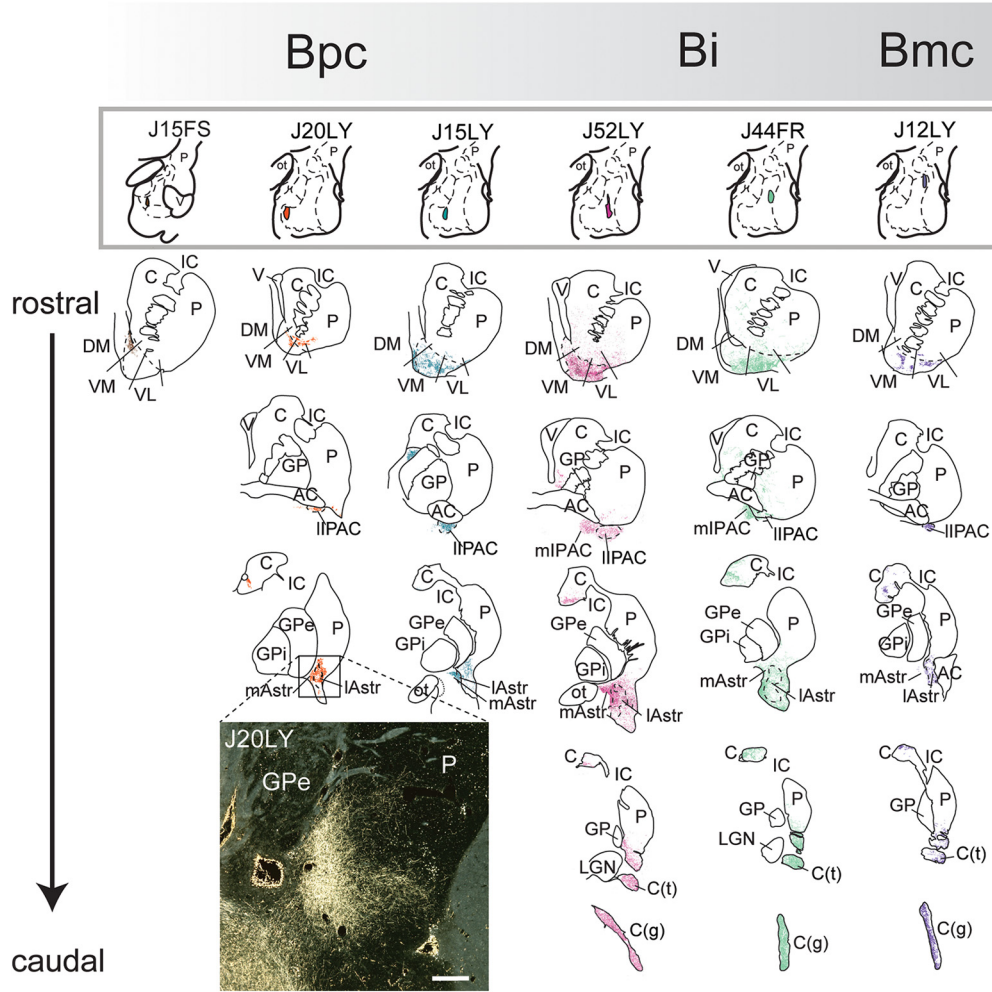 Bpc Bi Bmc
J15FS J20LY J15LY J52LY J44FR J12LY
P ot P ot P ot P ot P ot P
V
rostral
IC C P DM VM VL
V C IC P DM VM VL
C IC P DM VM VL
V C IC P DM VM VL
V C IC P DM VM VL
V C IC P DM VM VL
V C IC GP P AC lIPAC
C IC GP P AC lIPAC
V C IC GP P AC mIPAC lIPAC
V C IC GP P AC mIPAC lIPAC
C IC GP P AC lIPAC
C IC GPe P GPi mAstr lAstr
C IC GPe P GPi ot lAstr mAstr
C IC GPe P GPi ot mAstr lAstr
C IC GPe P GPi mAstr lAstr
C IC GPe P GPi mAstr AC lAstr
J20LY
GPe P
C IC P GP LGN C(t)
C IC P GP LGN C(t)
C IC P GP C(t)
C(g) C(g) C(g)
caudal